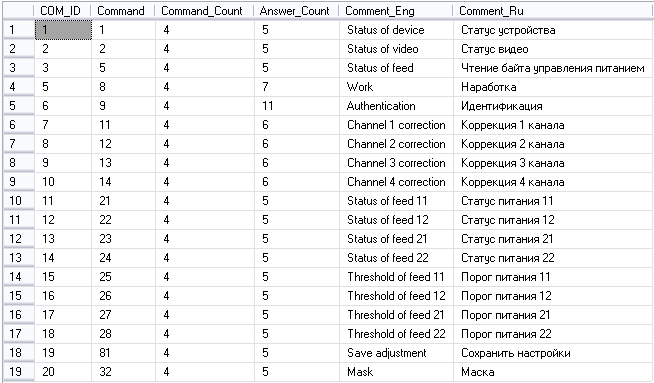 COM_ID Command Command_Count Answer_Count Comment_Eng Comment_Ru
1 1 1 4 5 Status of device Статус устройства
2 2 2 4 5 Status of video Статус видео
3 3 5 4 5 Status of feed Чтение байта управления питанием
4 5 8 4 7 Work Наработка
5 6 9 4 11 Authentication Идентификация
6 7 11 4 6 Channel 1 correction Коррекция 1 канала
7 8 12 4 6 Channel 2 correction Коррекция 2 канала
8 9 13 4 6 Channel 3 correction Коррекция 3 канала
9 10 14 4 6 Channel 4 correction Коррекция 4 канала
10 11 21 4 5 Status of feed 11 Статус питания 11
11 12 22 4 5 Status of feed 12 Статус питания 12
12 13 23 4 5 Status of feed 21 Статус питания 21
13 14 24 4 5 Status of feed 22 Статус питания 22
14 15 25 4 5 Threshold of feed 11 Порог питания 11
15 16 26 4 5 Threshold of feed 12 Порог питания 12
16 17 27 4 5 Threshold of feed 21 Порог питания 21
17 18 28 4 5 Threshold of feed 22 Порог питания 22
18 19 81 4 5 Save adjustment Сохранить настройки
19 20 32 4 5 Mask Маска